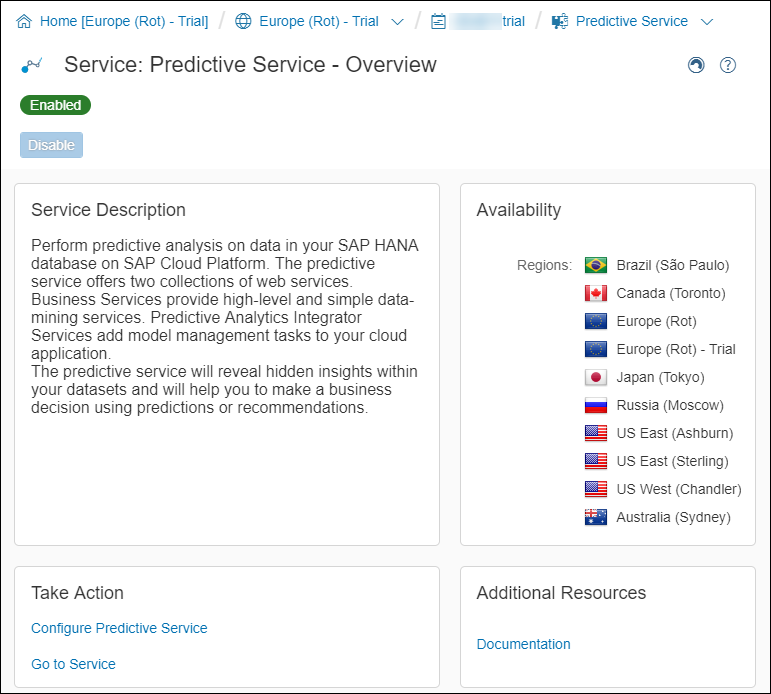 Home [Europe (Rot) - Trial] / Europe (Rot) - Trial / trial / Predictive Service
Service: Predictive Service - Overview
Enabled
Disable
Service Description
Perform predictive analysis on data in your SAP HANA
database on SAP Cloud Platform. The predictive
service offers two collections of web services.
Business Services provide high-level and simple data-
mining services. Predictive Analytics Integrator
Services add model management tasks to your cloud
application.
The predictive service will reveal hidden insights within
your datasets and will help you to make a business
decision using predictions or recommendations.
Availability
Regions:
Brazil (São Paulo)
Canada (Toronto)
Europe (Rot)
Europe (Rot) - Trial
Japan (Tokyo)
Russia (Moscow)
US East (Ashburn)
US East (Sterling)
US West (Chandler)
Australia (Sydney)
Take Action
Configure Predictive Service
Go to Service
Additional Resources
Documentation